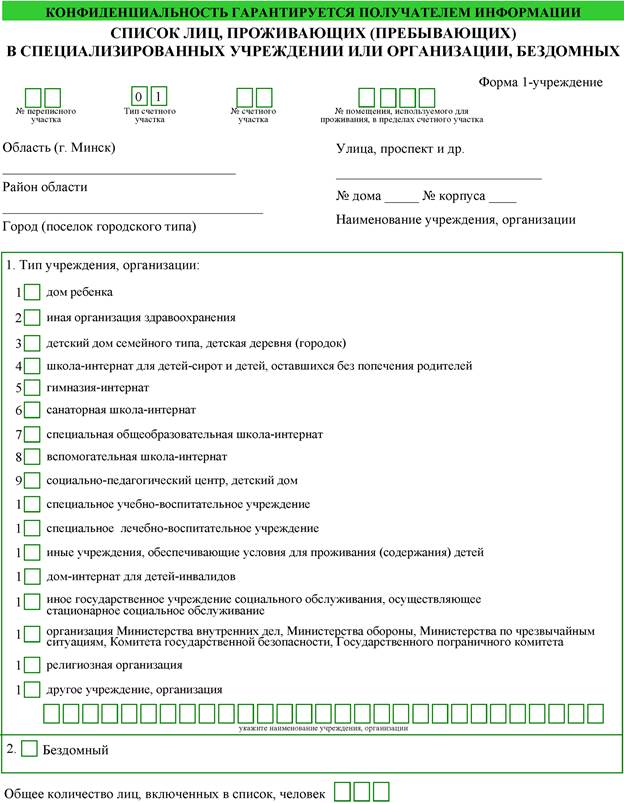 КОНФИДЕНЦИАЛЬНОСТЬ ГАРАНТИРУЕТСЯ ПОЛУЧАТЕЛЕМ ИНФОРМАЦИИ
СПИСОК ЛИЦ, ПРОЖИВАЮЩИХ (ПРЕБЫВАЮЩИХ)
В СПЕЦИАЛИЗИРОВАННЫХ УЧРЕЖДЕНИИ ИЛИ ОРГАНИЗАЦИИ, БЕЗДОМНЫХ
Форма 1-учреждение
0 1
№ переписного участка
Тип счетного участка
№ счетного участка
№ помещения, используемого для проживания, в пределах счетного участка
Область (г. Минск)
Район области
Город (поселок городского типа)
Улица, проспект и др.
№ дома _____ № корпуса ____
Наименование учреждения, организации
1. Тип учреждения, организации:
1 дом ребенка
2 иная организация здравоохранения
3 детский дом семейного типа, детская деревня (городок)
4 школа-интернат для детей-сирот и детей, оставшихся без попечения родителей
5 гимназия-интернат
6 санаторная школа-интернат
7 специальная общеобразовательная школа-интернат
8 вспомогательная школа-интернат
9 социально-педагогический центр, детский дом
1 специальное учебно-воспитательное учреждение
1 специальное лечебно-воспитательное учреждение
1 иные учреждения, обеспечивающие условия для проживания (содержания) детей
1 дом-интернат для детей-инвалидов
1 иное государственное учреждение социального обслуживания, осуществляющее
стационарное социальное обслуживание
1 организация Министерства внутренних дел, Министерства обороны, Министерства по чрезвычайным
ситуациям, Комитета государственной безопасности, Государственного пограничного комитета
1 религиозная организация
1 другое учреждение, организация
укажите наименование учреждения, организации
2. Бездомный
Общее количество лиц, включенных в список, человек